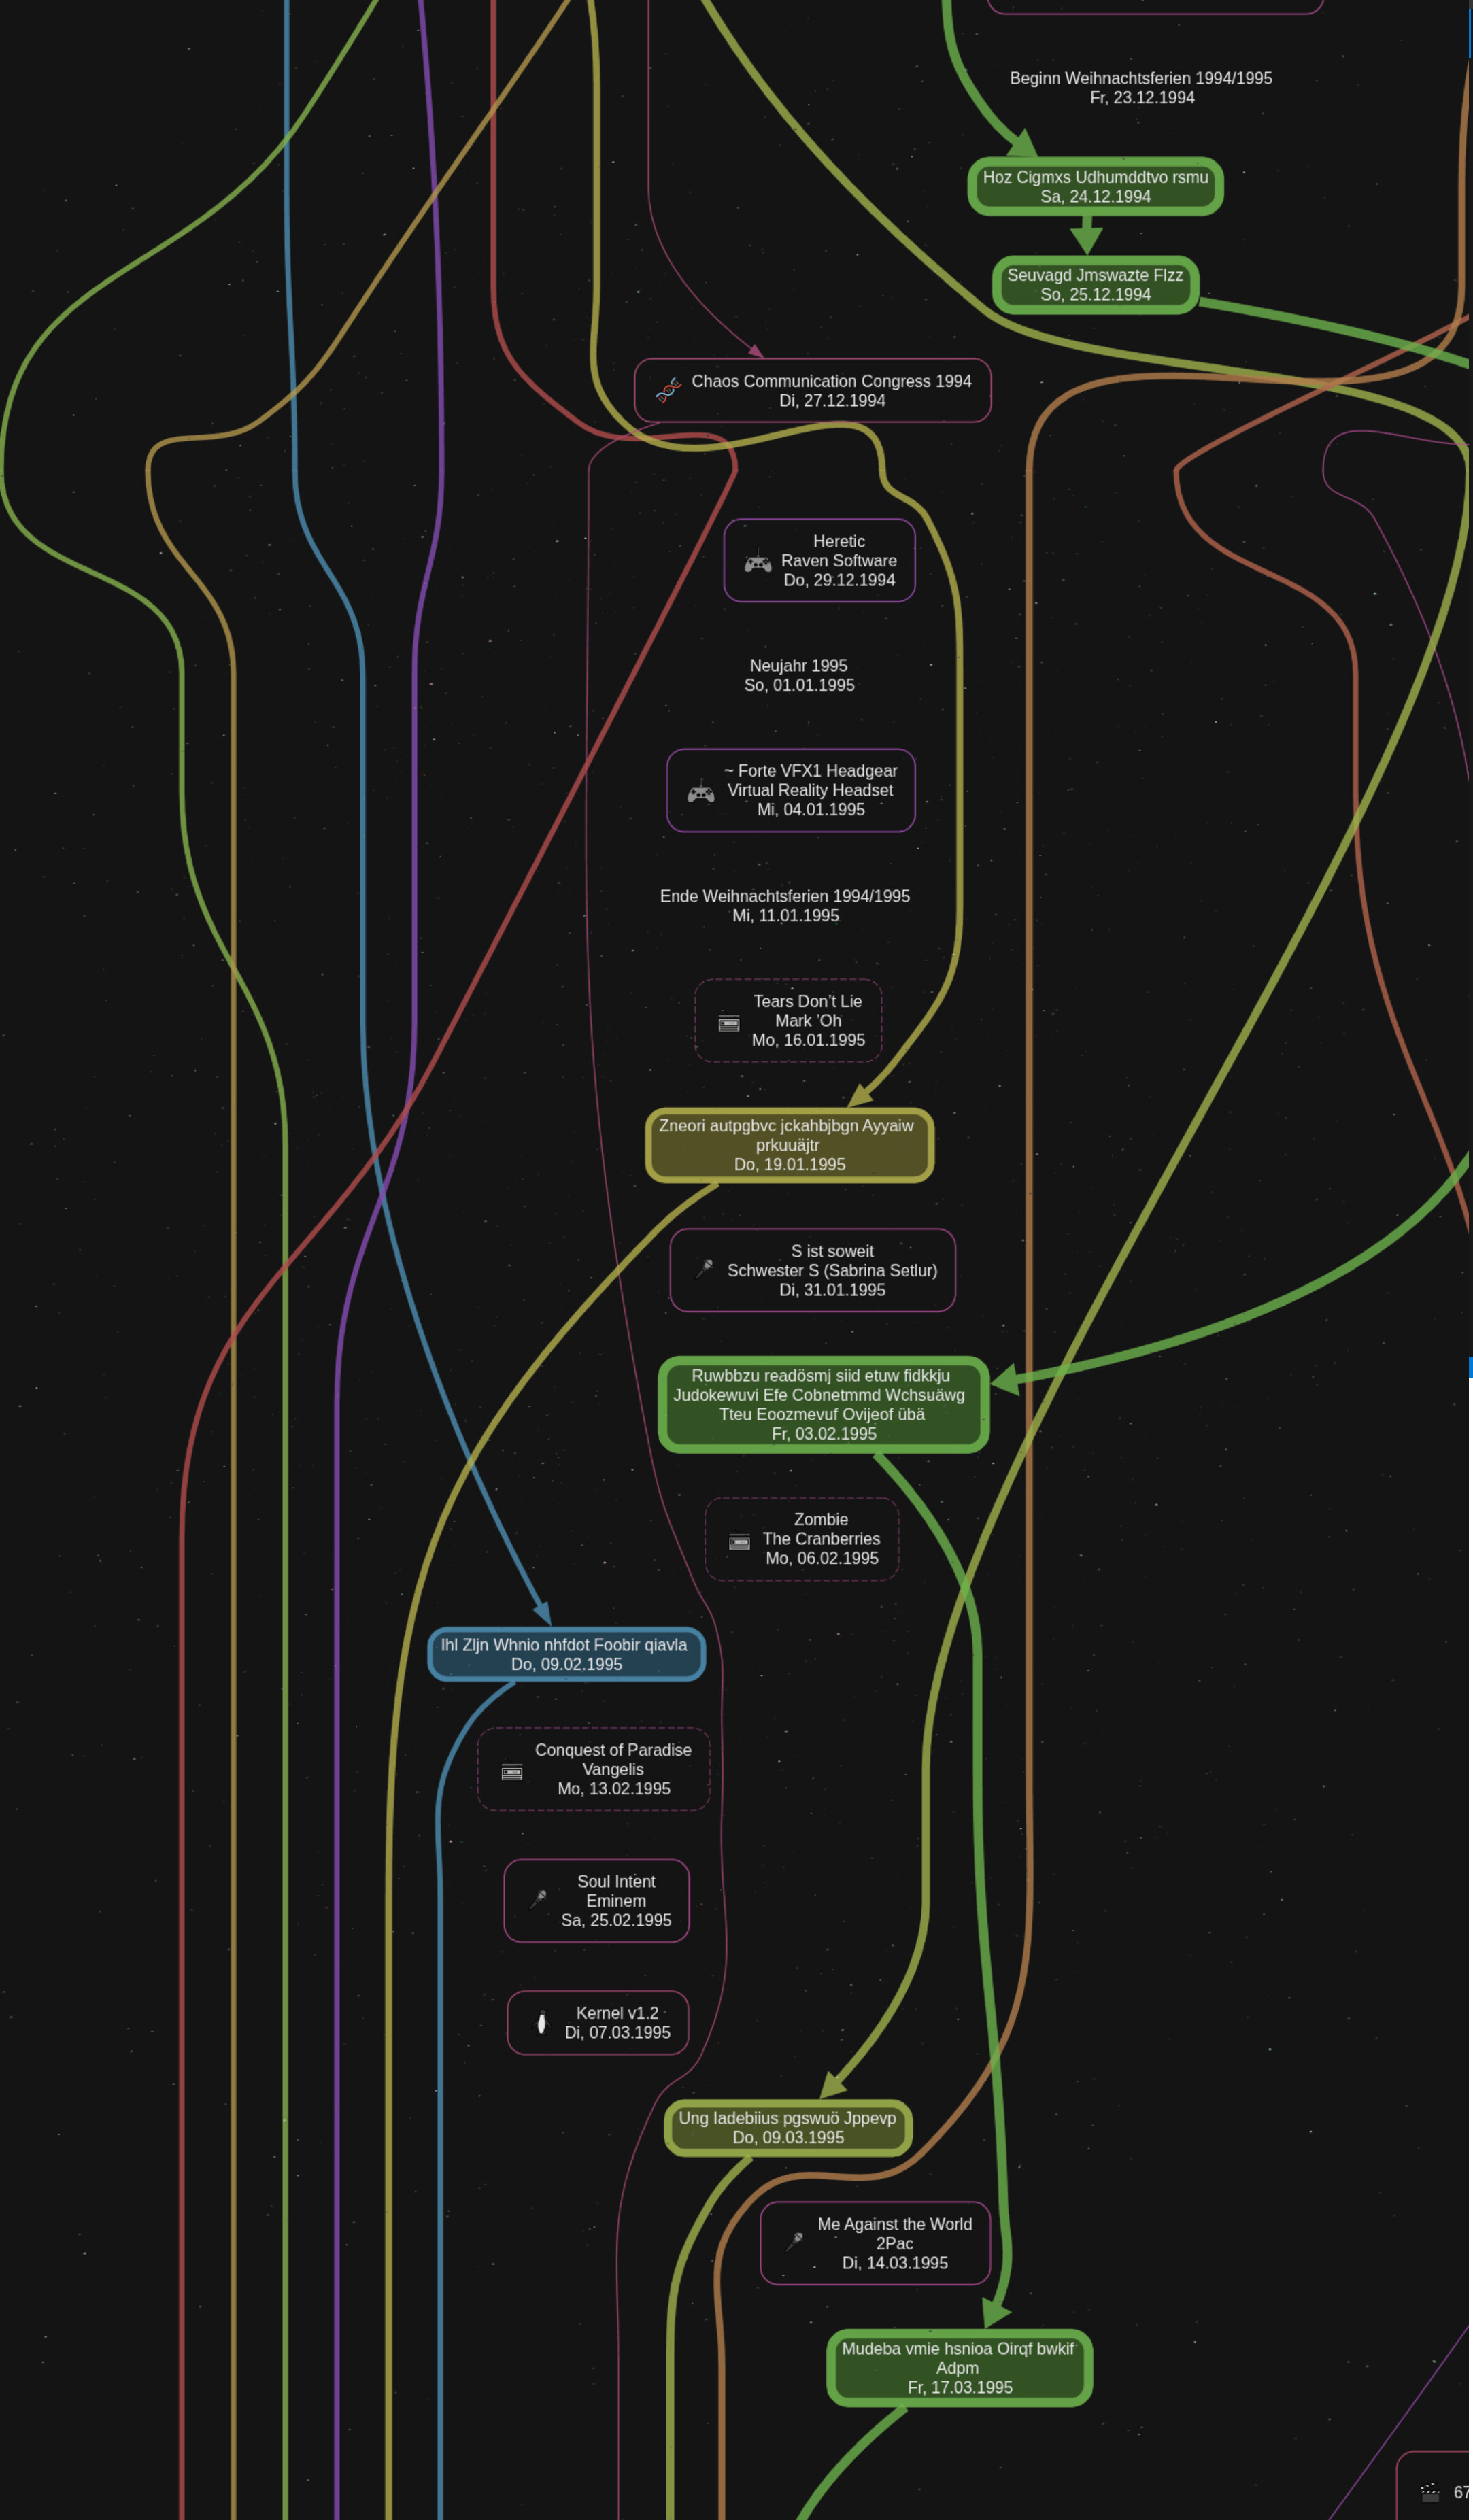 Beginn Weihnachtsferien 1994/1995
Fr, 23.12.1994
Hoz Cigmxs Udhumddtvo rsmu
Sa, 24.12.1994
Seuvagd Jmswazte Flzz
So, 25.12.1994
Chaos Communication Congress 1994
Di, 27.12.1994
Heretic
Raven Software
Do, 29.12.1994
Neujahr 1995
So, 01.01.1995
~ Forte VFX1 Headgear
Virtual Reality Headset
Mi, 04.01.1995
Ende Weihnachtsferien 1994/1995
Mi, 11.01.1995
Tears Don’t Lie
Mark ’Oh
Mo, 16.01.1995
Zneori autpgbvc jckahbjbgn Ayyaiw
prkuuäjtr
Do, 19.01.1995
S ist soweit
Schwester S (Sabrina Setlur)
Di, 31.01.1995
Ruwbbzu readösmj siid etuw fidkkju
Judokewuvi Efe Cobnetmmd Wchsuäwg
Tteu Eoozmevuf Ovijeof übä
Fr, 03.02.1995
Zombie
The Cranberries
Mo, 06.02.1995
Ihl Zljn Whnio nhfdot Foobir qiavla
Do, 09.02.1995
Conquest of Paradise
Vangelis
Mo, 13.02.1995
Soul Intent
Eminem
Sa, 25.02.1995
Kernel v1.2
Di, 07.03.1995
Ung Iadebiius pgswuö Jppevp
Do, 09.03.1995
Me Against the World
2Pac
Di, 14.03.1995
Mudeba vmie hsnioa Oirqf bwkif
Adpm
Fr, 17.03.1995
67